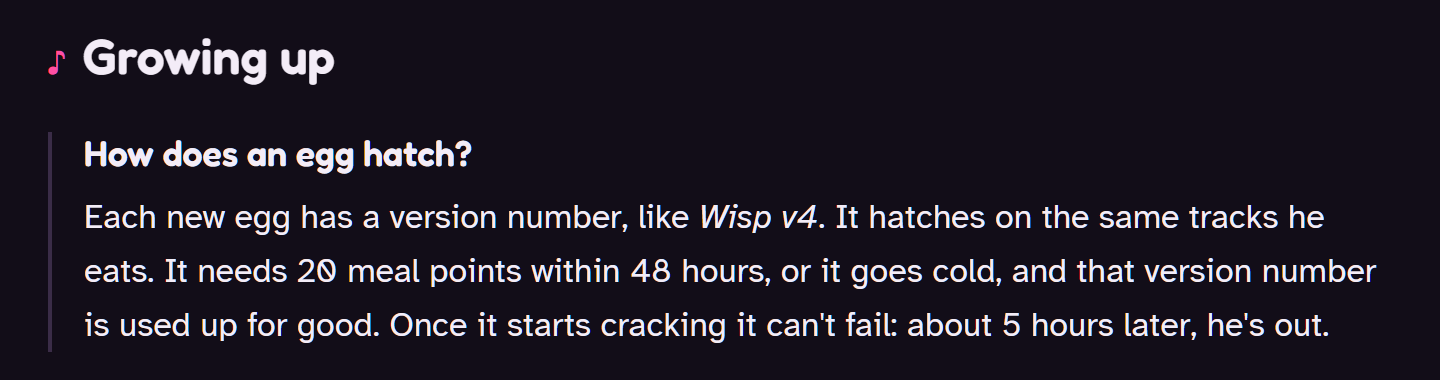 ♪ Growing up
How does an egg hatch?
Each new egg has a version number, like Wisp v4. It hatches on the same tracks he
eats. It needs 20 meal points within 48 hours, or it goes cold, and that version number
is used up for good. Once it starts cracking it can't fail: about 5 hours later, he's out.